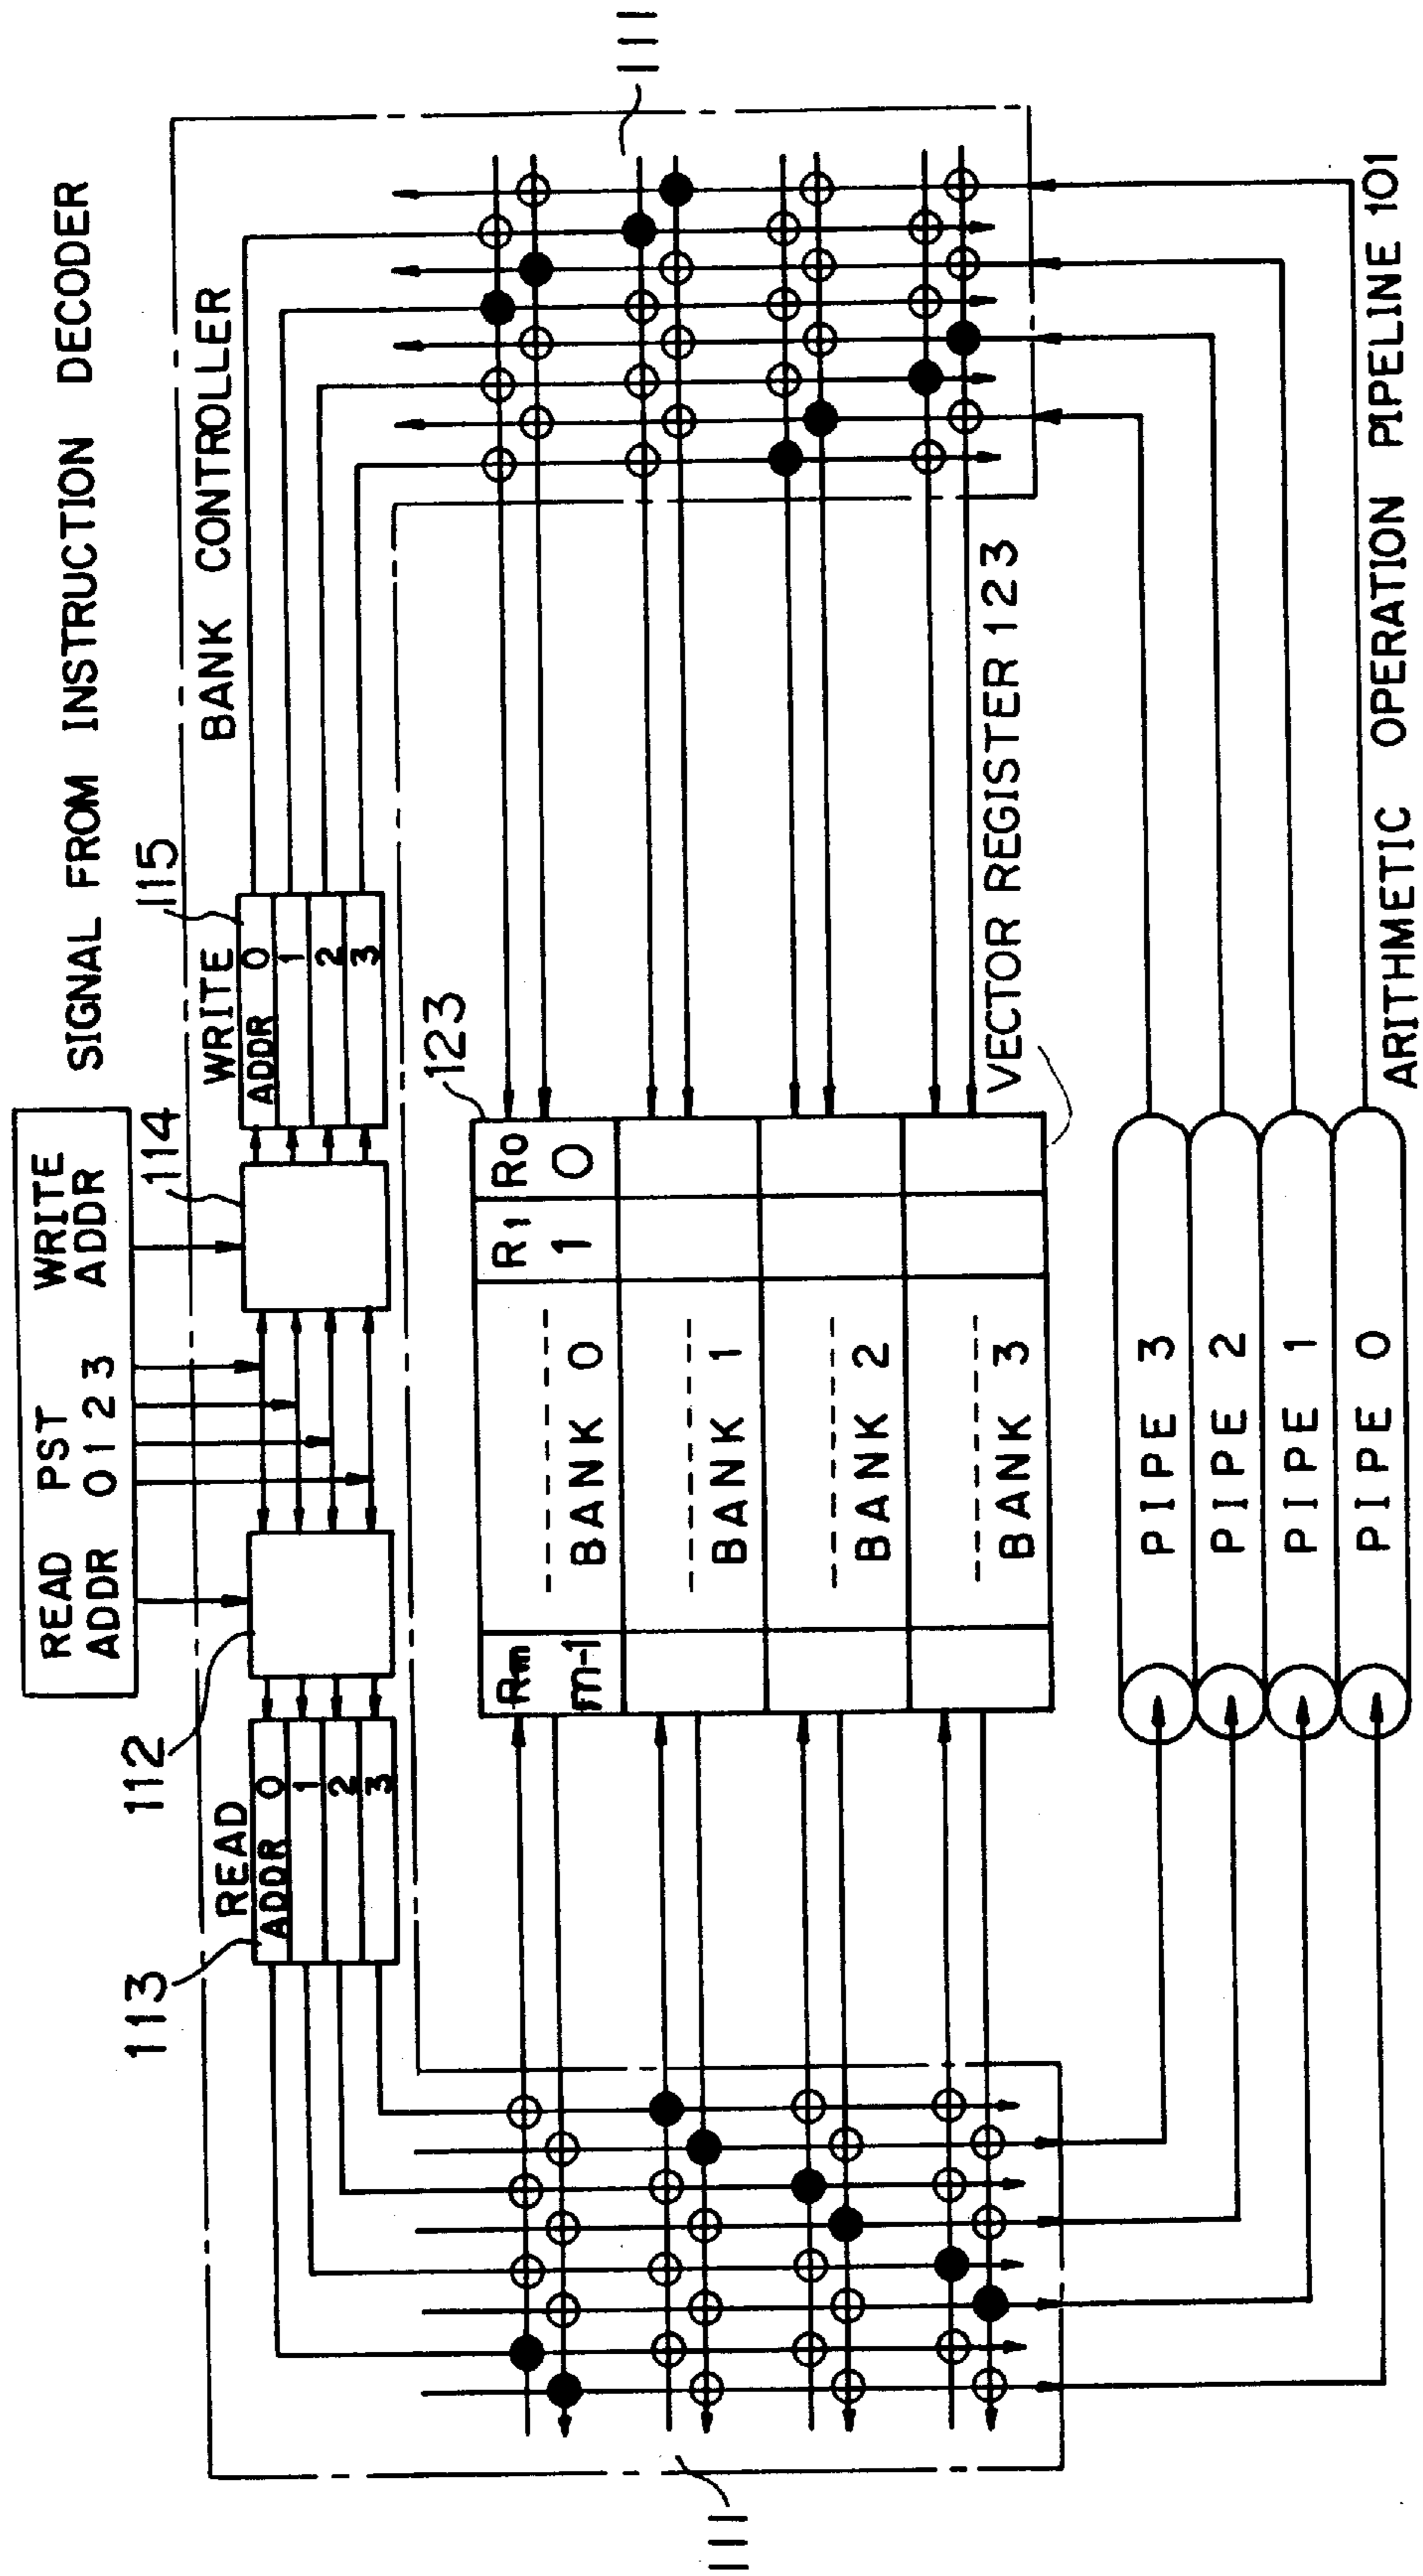 SIGNAL FROM INSTRUCTION DECODER
READ PST WRITE
ADDR 0 1 2 3 ADDR
BANK CONTROLLER
113
112
114
115
READ
ADDR 0
1
2
3
WRITE
ADDR 0
1
2
3
123
Rm R1 R0
m-1 BANK 0 1 0
BANK 1
BANK 2
BANK 3
VECTOR REGISTER 123
111
111
PIPE 3
PIPE 2
PIPE 1
PIPE 0
ARITHMETIC OPERATION PIPELINE 101